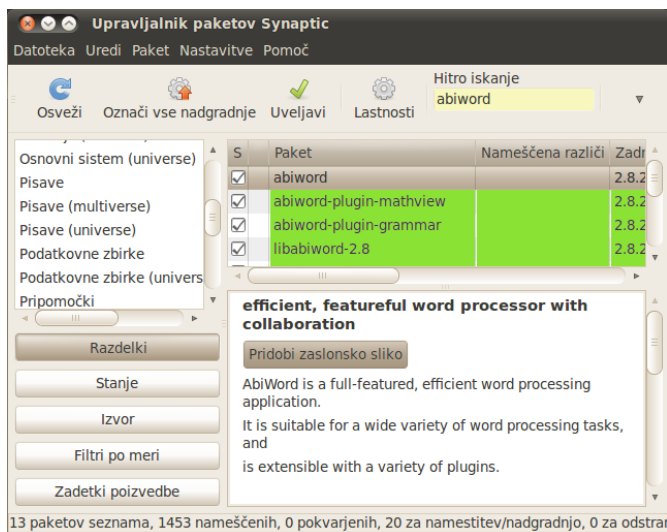 Upravljalnik paketov Synaptic
Datoteka Uredi Paket Nastavitve Pomoč
Hitro iskanje
Osveži Označi vse nadgradnje Uveljavi Lastnosti abiword
Osnovni sistem (universe)
Pisave
Pisave (multiverse)
Pisave (universe)
Podatkovne zbirke
Podatkovne zbirke (univers
Pripomočki
S Paket Nameščena različi Zadr
abiword 2.8.2
abiword-plugin-mathview 2.8.2
abiword-plugin-grammar 2.8.2
libabiword-2.8 2.8.2
Razdelki
Stanje
Izvor
Filtri po meri
Zadetki poizvedbe
efficient, featureful word processor with
collaboration
Pridobi zaslonsko sliko
AbiWord is a full-featured, efficient word processing
application.
It is suitable for a wide variety of word processing tasks,
and
is extensible with a variety of plugins.
13 paketov seznama, 1453 nameščenih, 0 pokvarjenih, 20 za namestitev/nadgradnjo, 0 za odstra